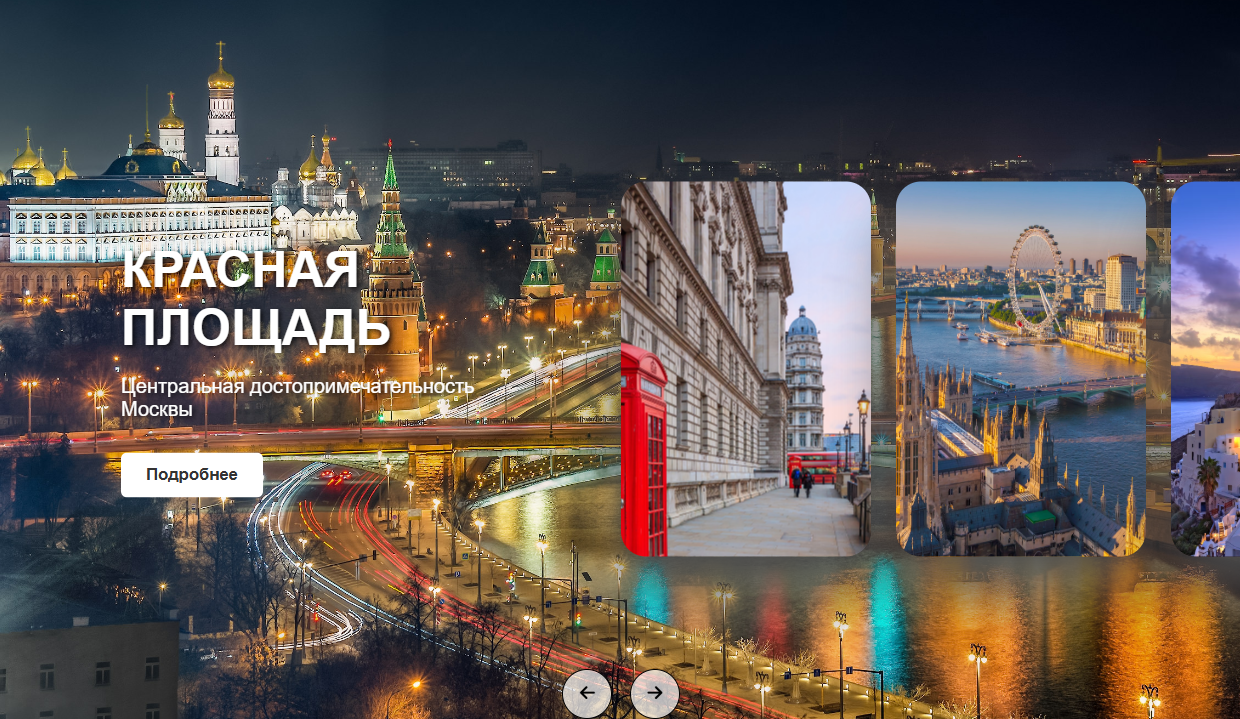 КРАСНАЯ
ПЛОЩАДЬ
Центральная достопримечательность
Москвы
Подробнее